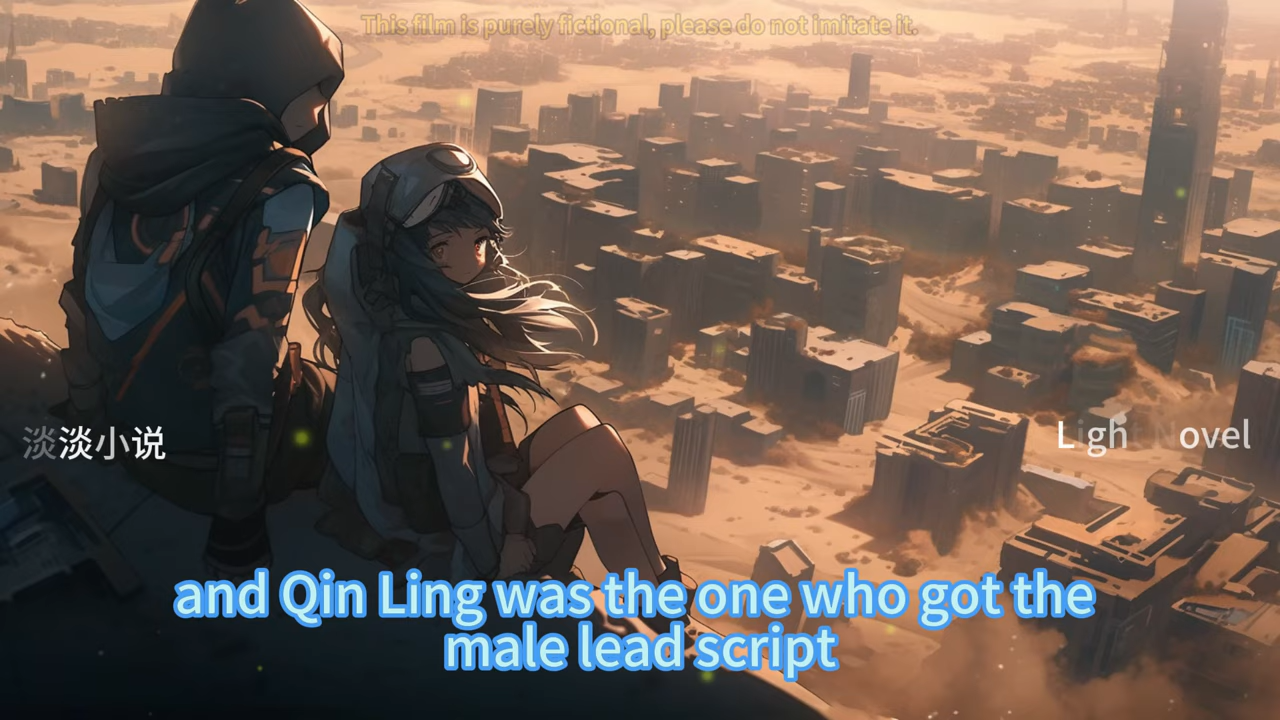 This film is purely fictional, please do not imitate it.
淡淡小说
Light Novel
and Qin Ling was the one who got the
male lead script